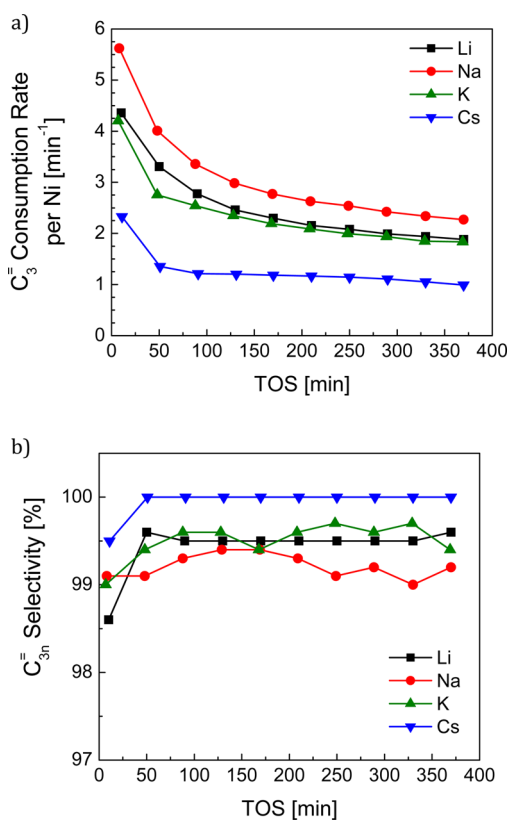 a)
C₃⁼ Consumption Rate
per Ni [min⁻¹]
6
5
4
3
2
1
0
Li
Na
K
Cs
0 50 100 150 200 250 300 350 400
TOS [min]
b)
C₃ₙ⁼ Selectivity [%]
100
99
98
97
Li
Na
K
Cs
0 50 100 150 200 250 300 350 400
TOS [min]